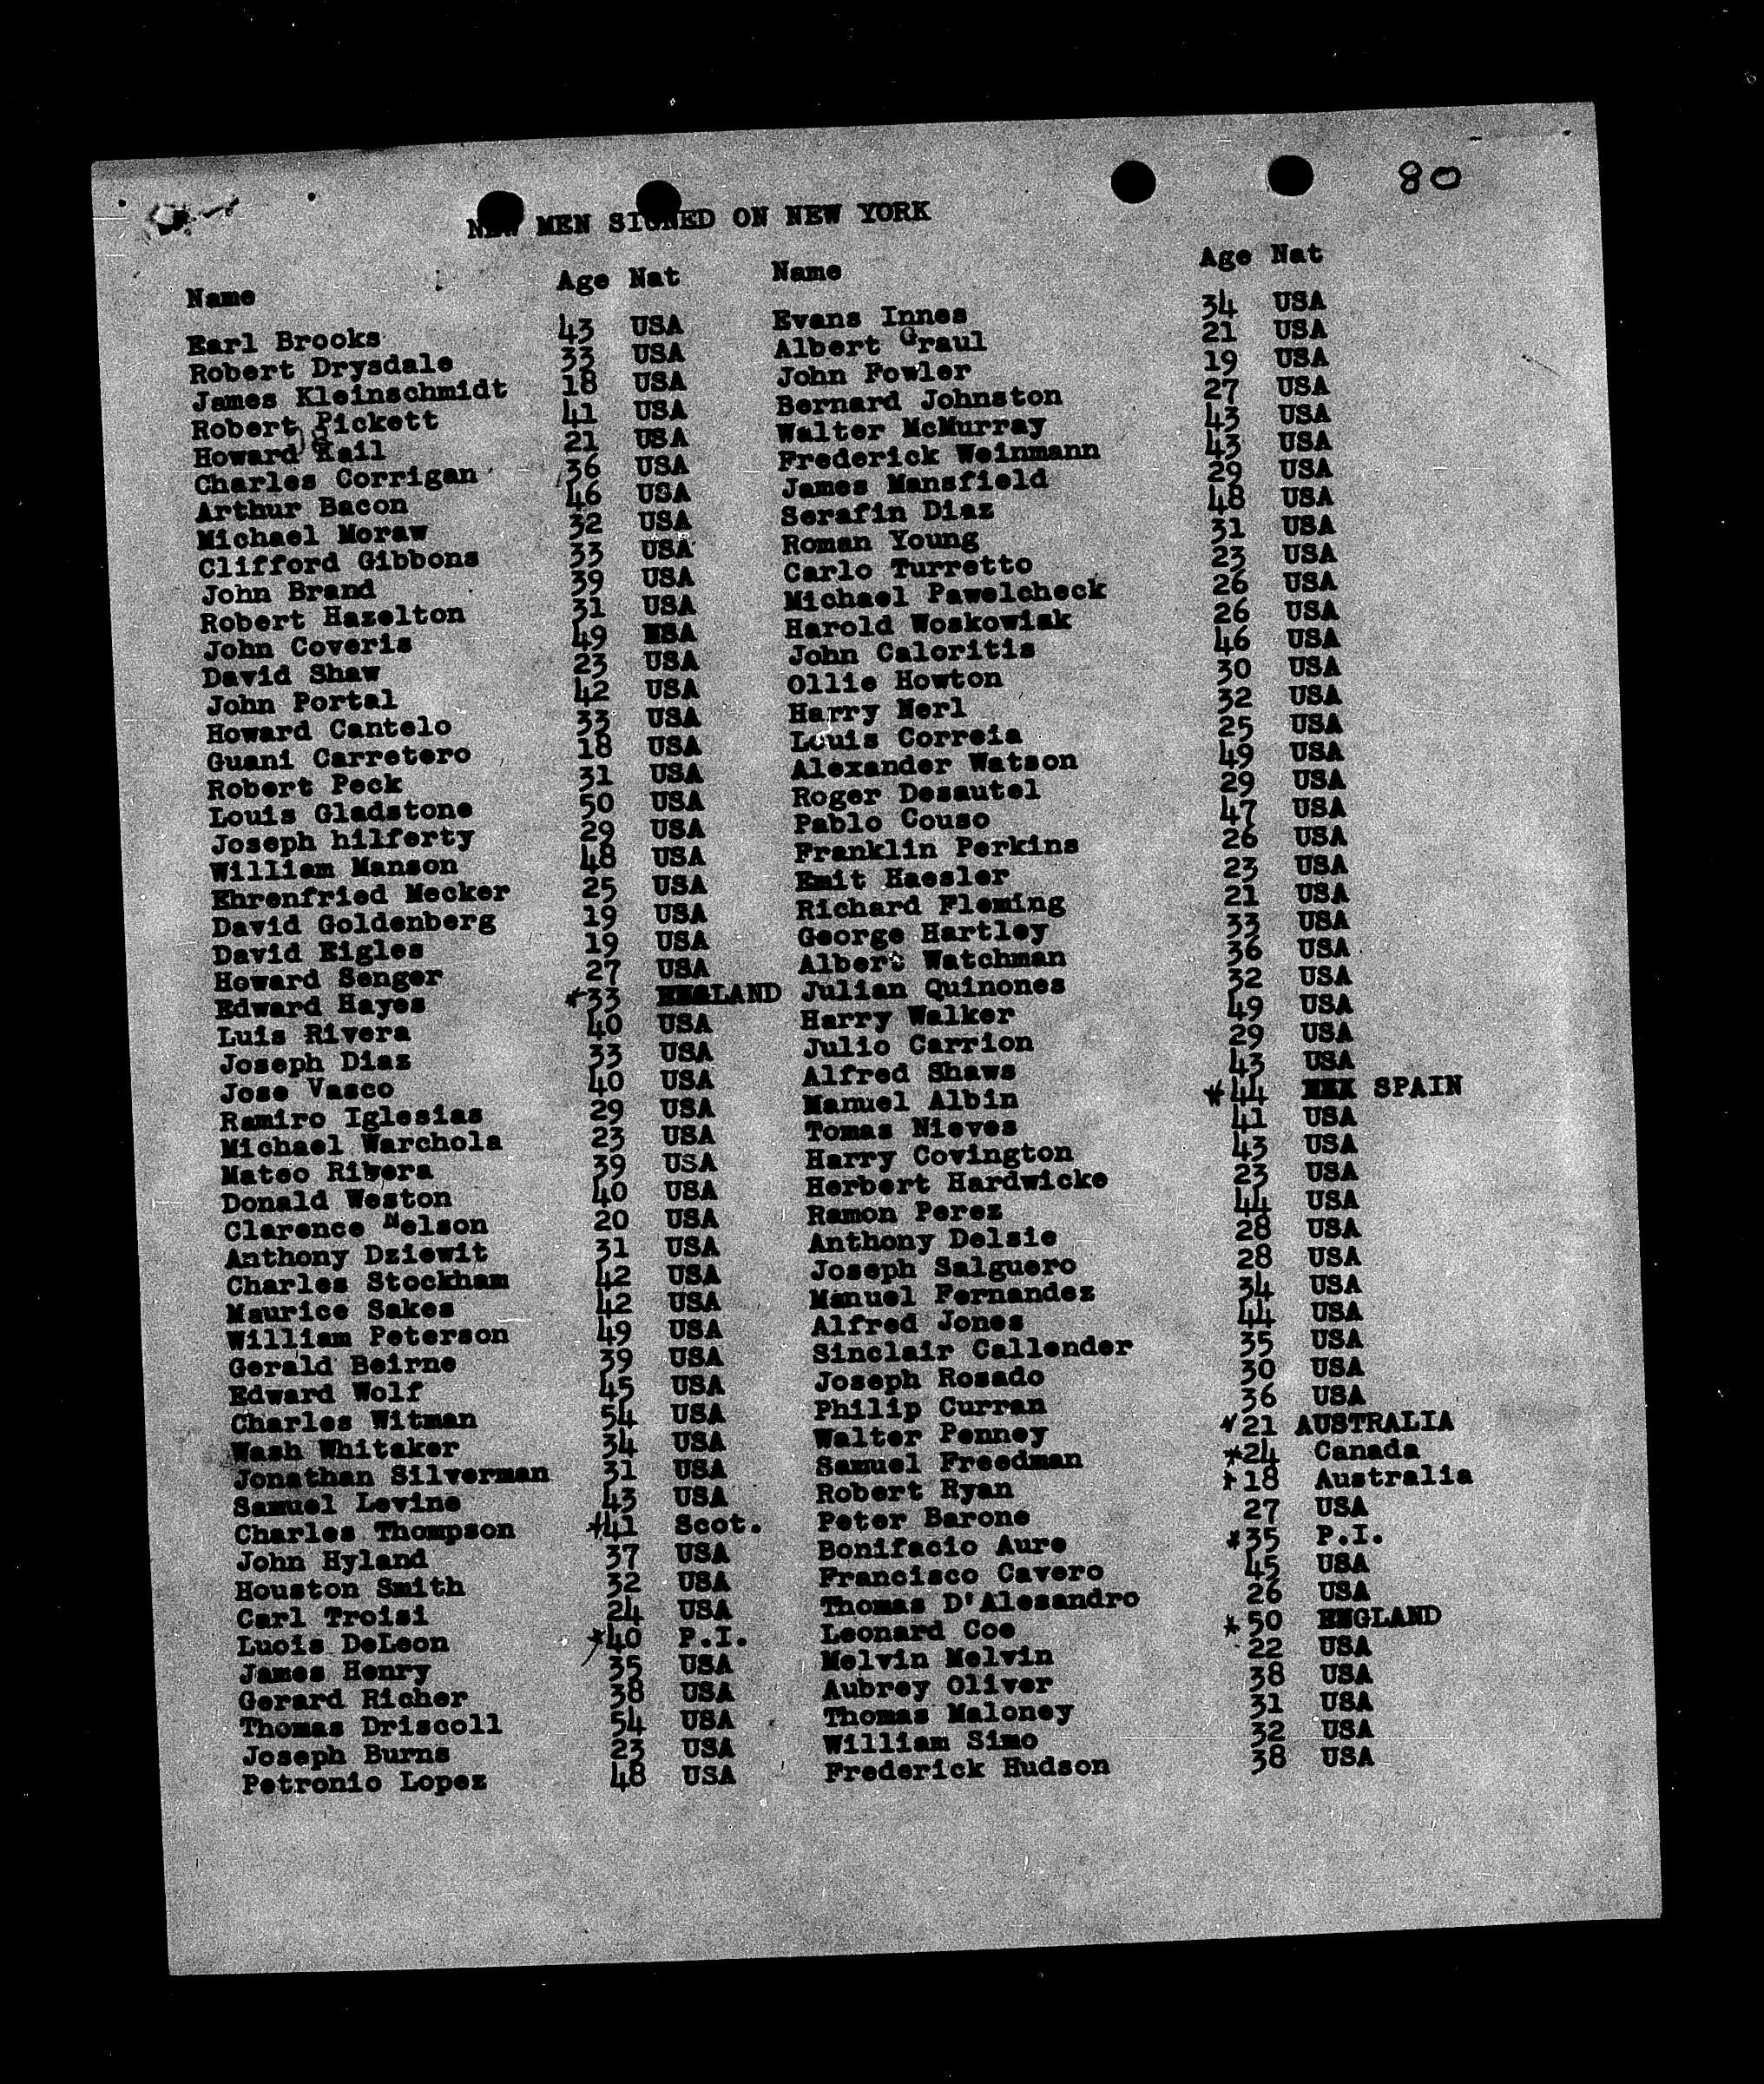 80
NEW MEN SIGNED ON NEW YORK
Name Age Nat Name Age Nat
Earl Brooks 43 USA Evans Innes 34 USA
Robert Drysdale 33 USA Albert Graul 21 USA
James Kleinschmidt 18 USA John Fowler 19 USA
Robert Pickett 41 USA Bernard Johnston 27 USA
Howard 21 USA Walter McMurray 43 USA
Charles Corrigan 36 USA Frederick Weinmann 43 USA
Arthur Bacon 46 USA James Mansfield 29 USA
Michael Moraw 32 USA Serafin Diaz 48 USA
Clifford Gibbons 33 USA Roman Young 31 USA
John Brand 39 USA Carlo Turretto 23 USA
Robert Hazelton 31 USA Michael Pawelcheck 26 USA
John Coveris 49 USA Harold Woskowiak 26 USA
David Shaw 23 USA John Caloritis 46 USA
John Portal 42 USA Ollie Howton 30 USA
Howard Cantelo 33 USA Harry Nerl 32 USA
Guani Carretero 18 USA Louis Correia 25 USA
Robert Peck 31 USA Alexander Watson 49 USA
Louis Gladstone 50 USA Roger Desautel 29 USA
Joseph hilferty 29 USA Pablo Couso 47 USA
William Manson 48 USA Franklin Perkins 26 USA
Ehrenfried Mecker 25 USA Emit Haesler 23 USA
David Goldenberg 19 USA Richard Fleming 21 USA
David Eigles 19 USA George Hartley 33 USA
Howard Senger 27 USA Albert Watchman 36 USA
Edward Hayes *33 ENGLAND Julian Quinones 32 USA
Luis Rivera 40 USA Harry Walker 49 USA
Joseph Diaz 33 USA Julio Carrion 29 USA
Jose Vasco 40 USA Alfred Shaws 43 USA
Ramiro Iglesias 29 USA Manuel Albin *44 SPAIN
Michael Warchola 23 USA Tomas Nieves 41 USA
Mateo Rivera 39 USA Harry Covington 43 USA
Donald Weston 40 USA Herbert Hardwicke 23 USA
Clarence Nelson 20 USA Ramon Perez 44 USA
Anthony Dziewit 31 USA Anthony Delsie 28 USA
Charles Stockham 42 USA Joseph Salguero 28 USA
Maurice Sakes 42 USA Manuel Fernandez 34 USA
William Peterson 49 USA Alfred Jones 44 USA
Gerald Beirne 39 USA Sinclair Callender 35 USA
Edward Wolf 45 USA Joseph Rosado 30 USA
Charles Witman 54 USA Philip Curran 36 USA
Wash Whitaker 34 USA Walter Penney *21 AUSTRALIA
Jonathan Silverman 31 USA Samuel Freedman *24 Canada
Samuel Levine 43 USA Robert Ryan *18 Australia
Charles Thompson *41 Scot. Peter Barone 27 USA
John Hyland 37 USA Bonifacio Aure *35 P.I.
Houston Smith 32 USA Francisco Cavero 45 USA
Carl Troisi 24 USA Thomas D'Alesandro 26 USA
Lucis DeLeon *40 P.I. Leonard Coe *50 ENGLAND
James Henry 35 USA Melvin Melvin 22 USA
Gerard Richer 38 USA Aubrey Oliver 38 USA
Thomas Driscoll 54 USA Thomas Maloney 31 USA
Joseph Burns 23 USA William Simo 32 USA
Petronio Lopez 48 USA Frederick Hudson 38 USA